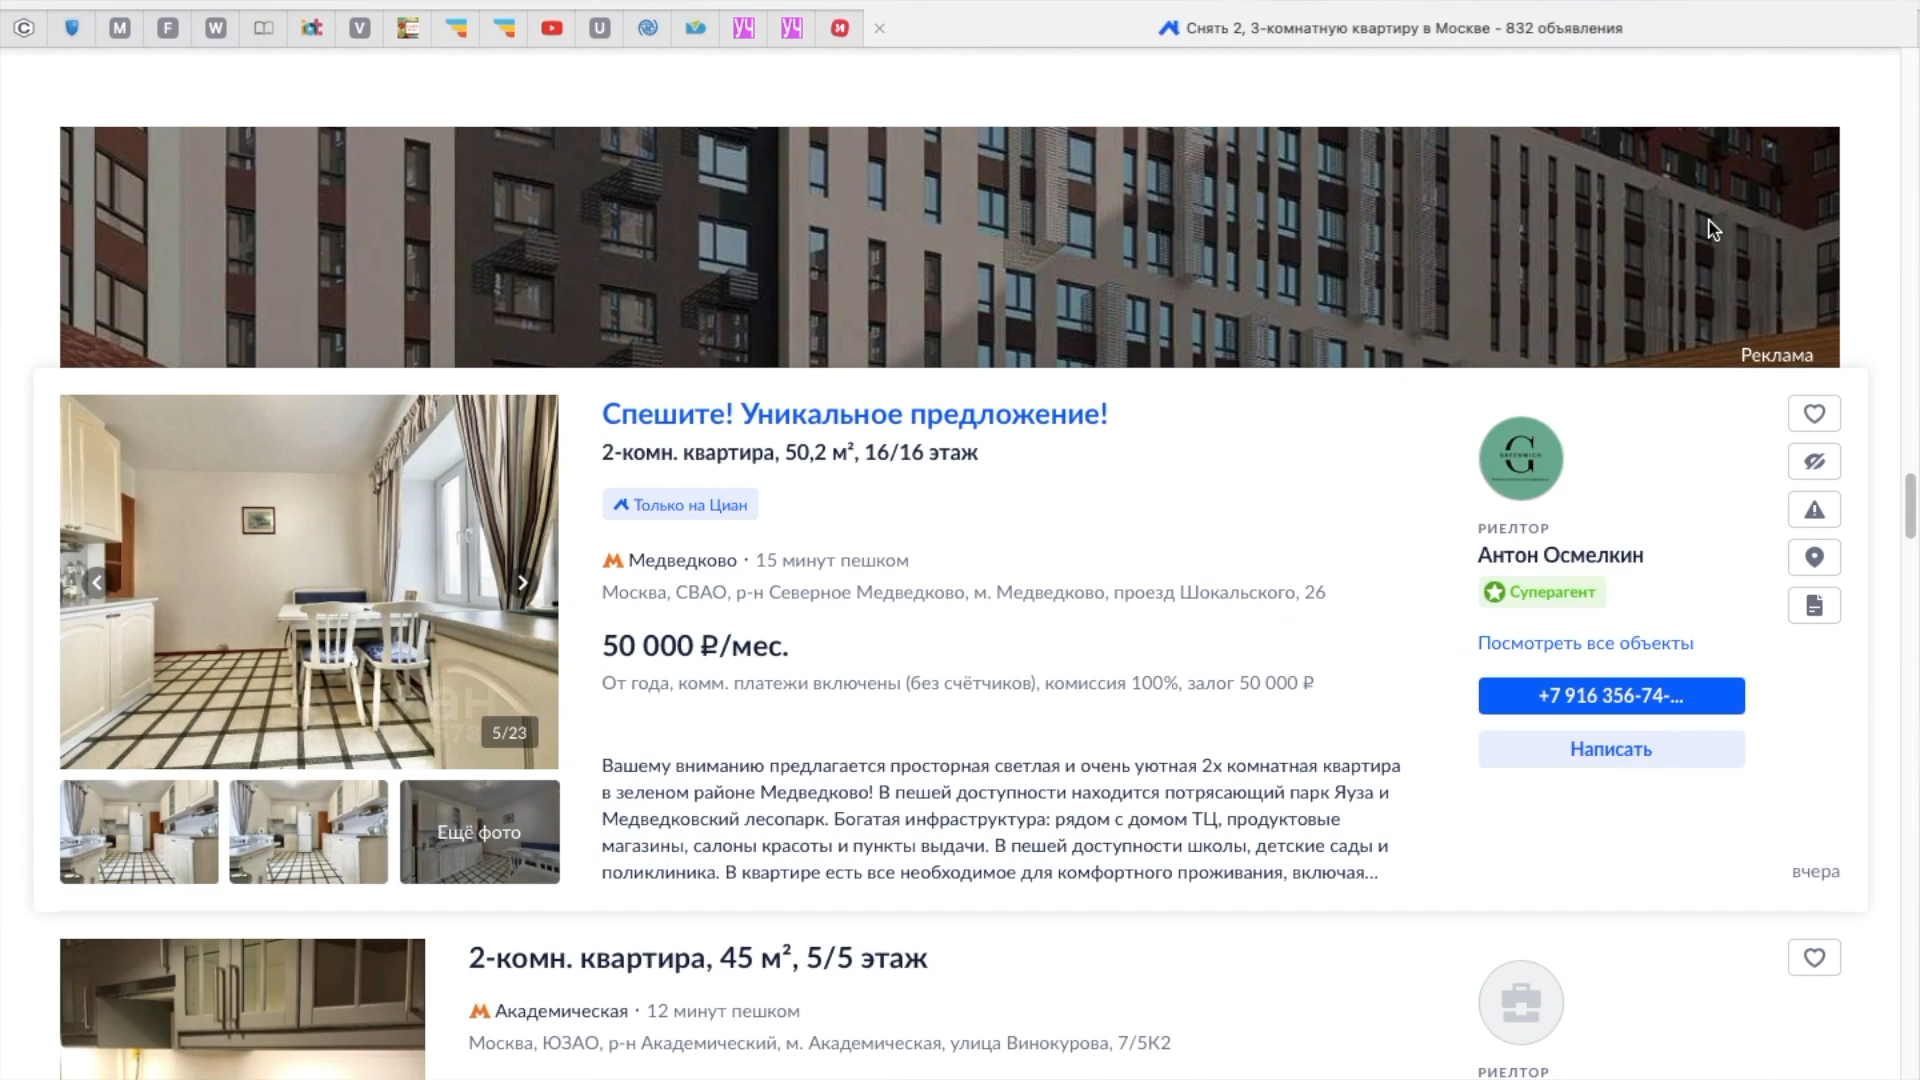 C
M
F
W
V
U
УЧ
УЧ
И
Снять 2, 3-комнатную квартиру в Москве - 832 объявления
Реклама
Спешите! Уникальное предложение!
2-комн. квартира, 50,2 м², 16/16 этаж
Только на Циан
Медведково · 15 минут пешком
Москва, СВАО, р-н Северное Медведково, м. Медведково, проезд Шокальского, 26
50 000 ₽/мес.
От года, комм. платежи включены (без счётчиков), комиссия 100%, залог 50 000 ₽
Вашему вниманию предлагается просторная светлая и очень уютная 2х комнатная квартира
в зеленом районе Медведково! В пешей доступности находится потрясающий парк Яуза и
Медведковский лесопарк. Богатая инфраструктура: рядом с домом ТЦ, продуктовые
магазины, салоны красоты и пункты выдачи. В пешей доступности школы, детские сады и
поликлиника. В квартире есть все необходимое для комфортного проживания, включая...
5/23
Ещё фото
G
GREENWICH
РИЕЛТОР
Антон Осмелкин
Суперагент
Посмотреть все объекты
+7 916 356-74-...
Написать
вчера
2-комн. квартира, 45 м², 5/5 этаж
Академическая · 12 минут пешком
Москва, ЮЗАО, р-н Академический, м. Академическая, улица Винокурова, 7/5К2
РИЕЛТОР